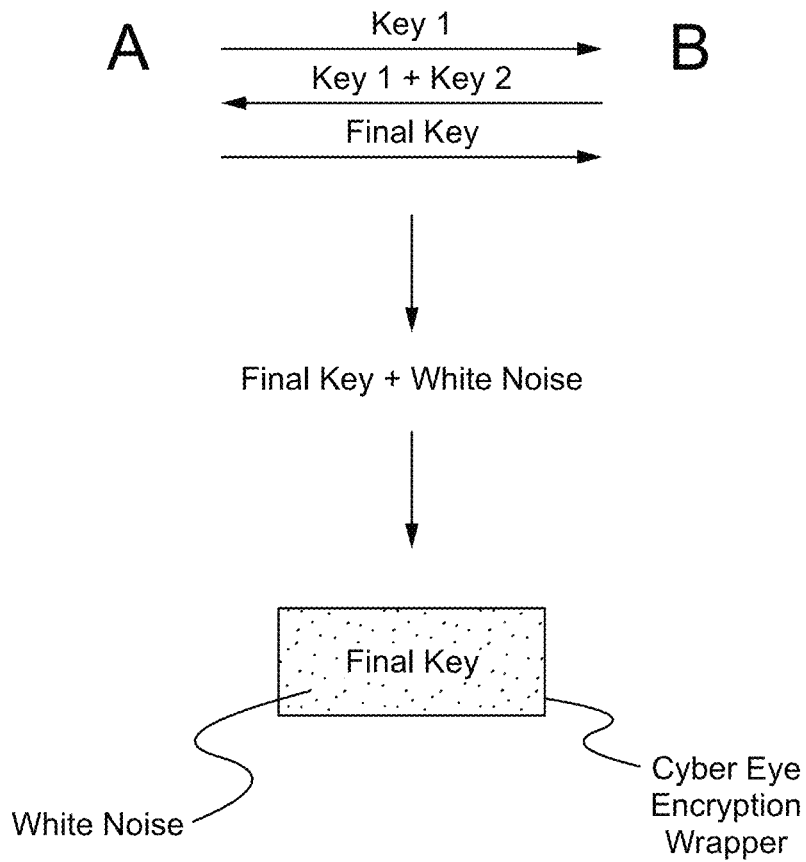 A
Key 1
B
Key 1 + Key 2
Final Key
Final Key + White Noise
Final Key
White Noise
Cyber Eye
Encryption
Wrapper